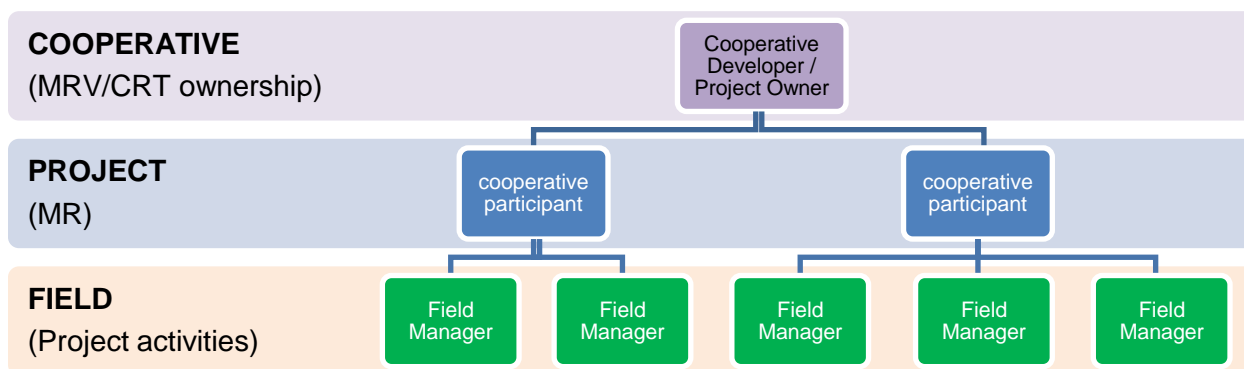 COOPERATIVE
(MRV/CRT ownership)
Cooperative
Developer /
Project Owner
PROJECT
(MR)
cooperative
participant
cooperative
participant
FIELD
(Project activities)
Field
Manager
Field
Manager
Field
Manager
Field
Manager
Field
Manager